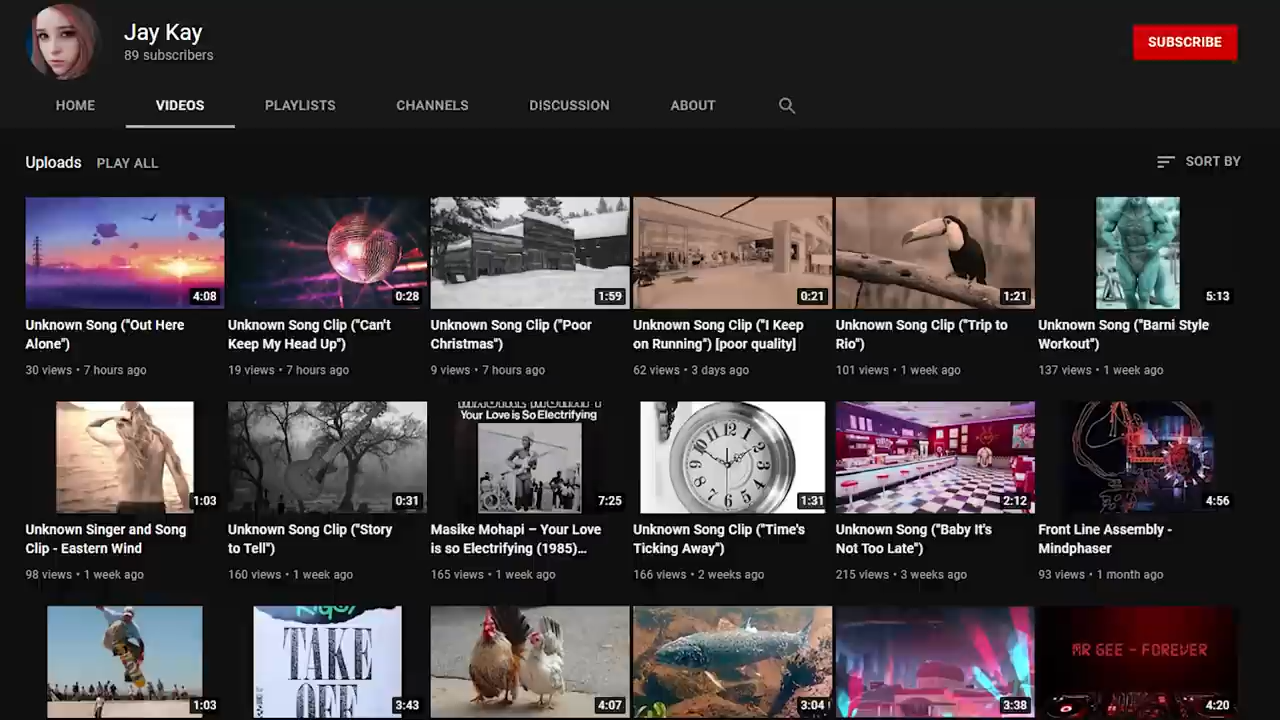 Jay Kay
89 subscribers
SUBSCRIBE
HOME VIDEOS PLAYLISTS CHANNELS DISCUSSION ABOUT
Uploads PLAY ALL SORT BY
4:08 0:28 1:59 0:21 1:21 5:13
Unknown Song ("Out Here
Alone")
30 views • 7 hours ago
Unknown Song Clip ("Can't
Keep My Head Up")
19 views • 7 hours ago
Unknown Song Clip ("Poor
Christmas")
9 views • 7 hours ago
Unknown Song Clip ("I Keep
on Running") [poor quality]
62 views • 3 days ago
Unknown Song Clip ("Trip to
Rio")
101 views • 1 week ago
Unknown Song ("Barni Style
Workout")
137 views • 1 week ago
Your Love is So Electrifying
1:03 0:31 7:25 1:31 2:12 4:56
Unknown Singer and Song
Clip - Eastern Wind
98 views • 1 week ago
Unknown Song Clip ("Story
to Tell")
160 views • 1 week ago
Masike Mohapi – Your Love
is so Electrifying (1985)...
165 views • 1 week ago
Unknown Song Clip ("Time's
Ticking Away")
166 views • 2 weeks ago
Unknown Song ("Baby It's
Not Too Late")
215 views • 3 weeks ago
Front Line Assembly -
Mindphaser
93 views • 1 month ago
TAKE
OFF
MR GEE - FOREVER
1:03 3:43 4:07 3:04 3:38 4:20